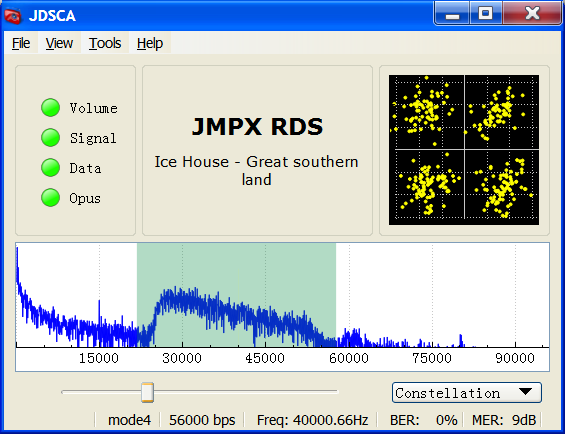 JDSCA
File View Tools Help
Volume
Signal
Data
Opus
JMPX RDS
Ice House - Great southern
land
15000 30000 45000 60000 75000 90000
Constellation
mode4 56000 bps Freq: 40000.66Hz BER: 0% MER: 9dB